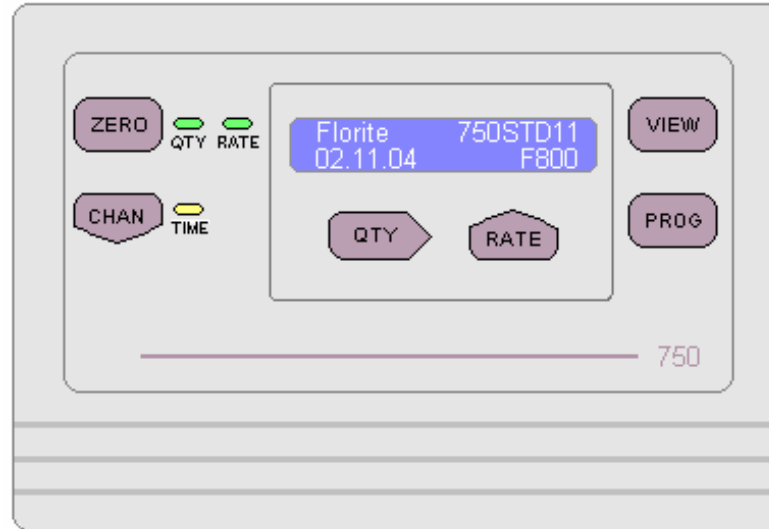 ZERO
QTY RATE
Florite 750STD11
02.11.04 F800
VIEW
CHAN
TIME
QTY
RATE
PROG
750